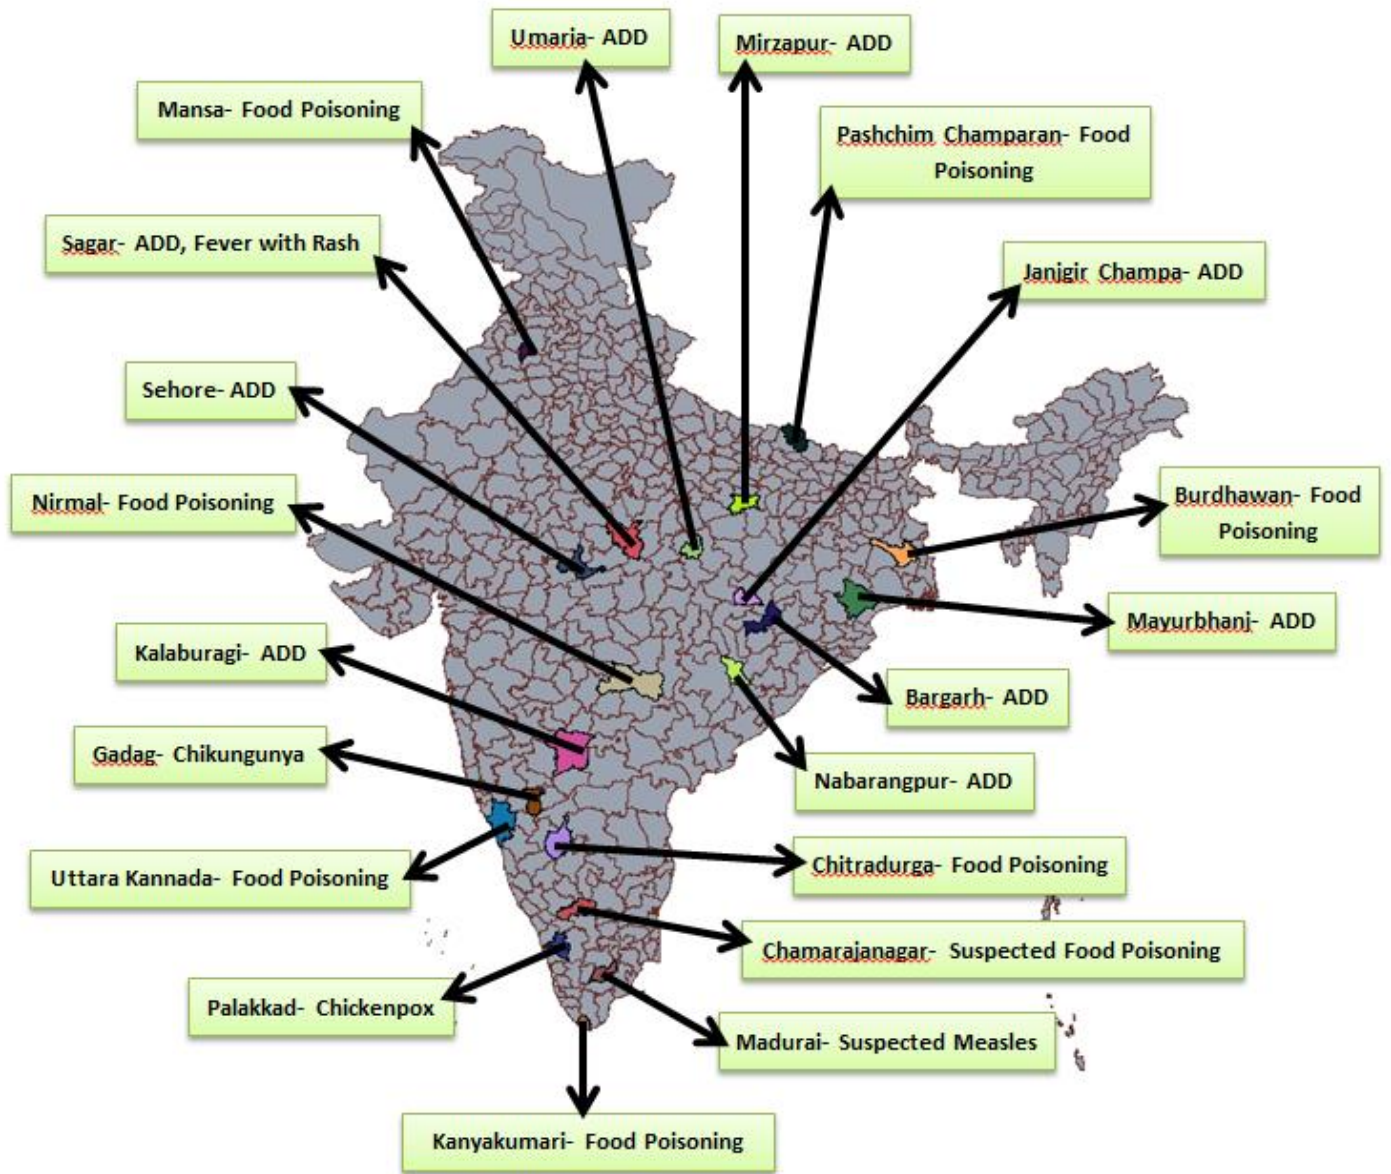 Umaria- ADD
Mirzapur- ADD
Mansa- Food Poisoning
Pashchim Champaran- Food
Poisoning
Sagar- ADD, Fever with Rash
Janjgir Champa- ADD
Sehore- ADD
Nirmal- Food Poisoning
Burdhawan- Food
Poisoning
Mayurbhanj- ADD
Kalaburagi- ADD
Bargarh- ADD
Gadag- Chikungunya
Nabarangpur- ADD
Uttara Kannada- Food Poisoning
Chitradurga- Food Poisoning
Chamarajanagar- Suspected Food Poisoning
Palakkad- Chickenpox
Madurai- Suspected Measles
Kanyakumari- Food Poisoning